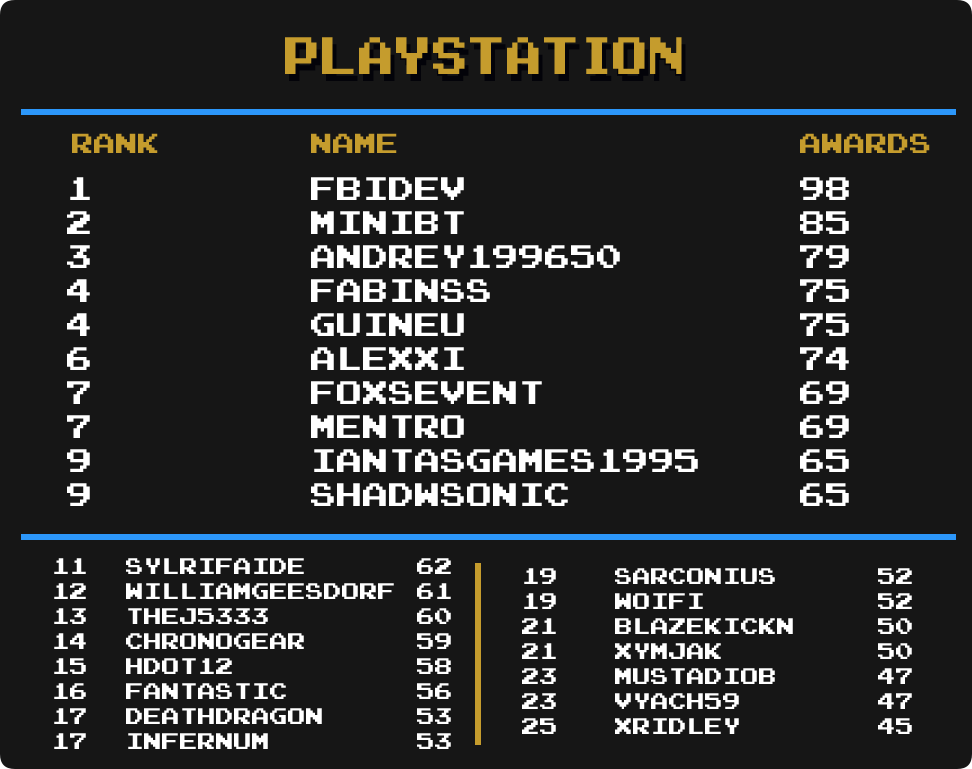 PLAYSTATION
RANK NAME AWARDS
1 FBIDEV 98
2 MINIBT 85
3 ANDREY199650 79
4 FABINSS 75
4 GUINEU 75
6 ALEXXI 74
7 FOXSEVENT 69
7 MENTRO 69
9 IANTASGAMES1995 65
9 SHADWSONIC 65
11 SYLRIFAIDE 62
12 WILLIAMGEESDORF 61
13 THEJ5333 60
14 CHRONOGEAR 59
15 HDOT12 58
16 FANTASTIC 56
17 DEATHDRAGON 53
17 INFERNUM 53
19 SARCONIUS 52
19 WOIFI 52
21 BLAZEKICKN 50
21 XYMJAK 50
23 MUSTADIOB 47
23 VYACH59 47
25 XRIDLEY 45